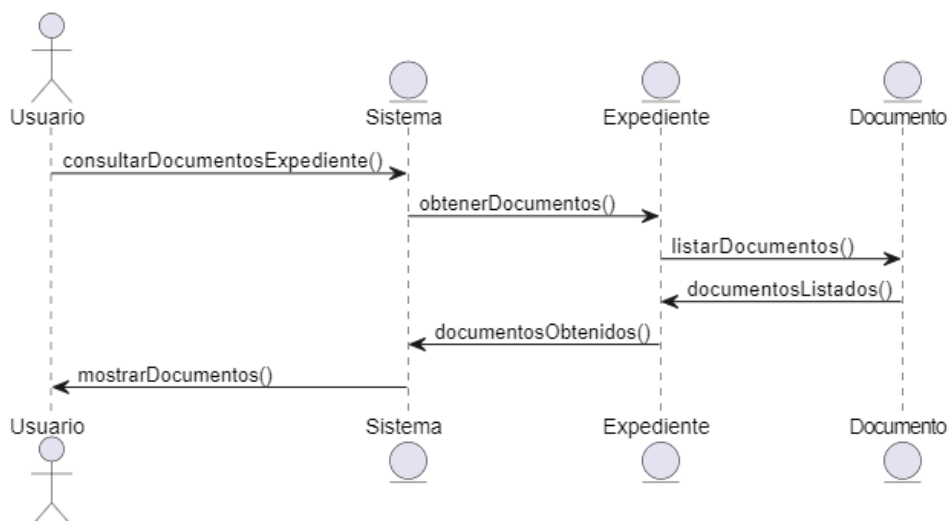 Usuario
Sistema
Expediente
Documento
consultarDocumentosExpediente()
obtenerDocumentos()
listarDocumentos()
documentosListados()
documentosObtenidos()
mostrarDocumentos()
Usuario
Sistema
Expediente
Documento